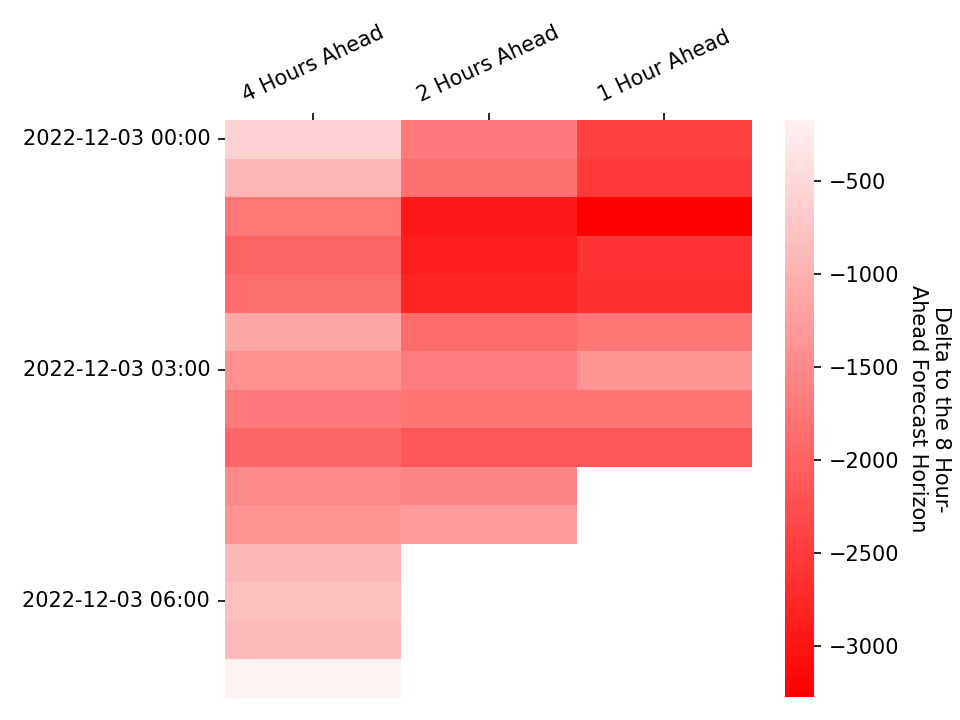 4 Hours Ahead
2 Hours Ahead
1 Hour Ahead
2022-12-03 00:00
2022-12-03 03:00
2022-12-03 06:00
−500
−1000
−1500
−2000
−2500
−3000
Delta to the 8 Hour-
Ahead Forecast Horizon